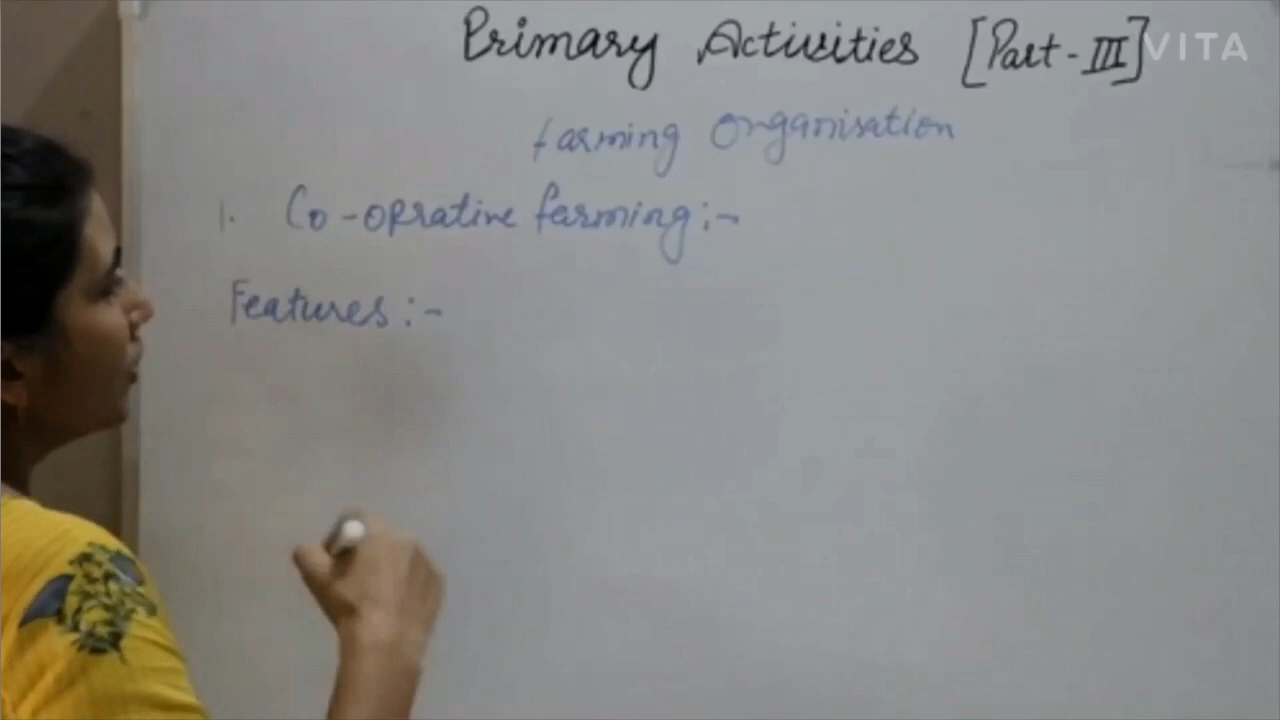 Primary Activities [Part-III]
VITA
farming Organisation
1. Co-oprative farming:-
Features:-